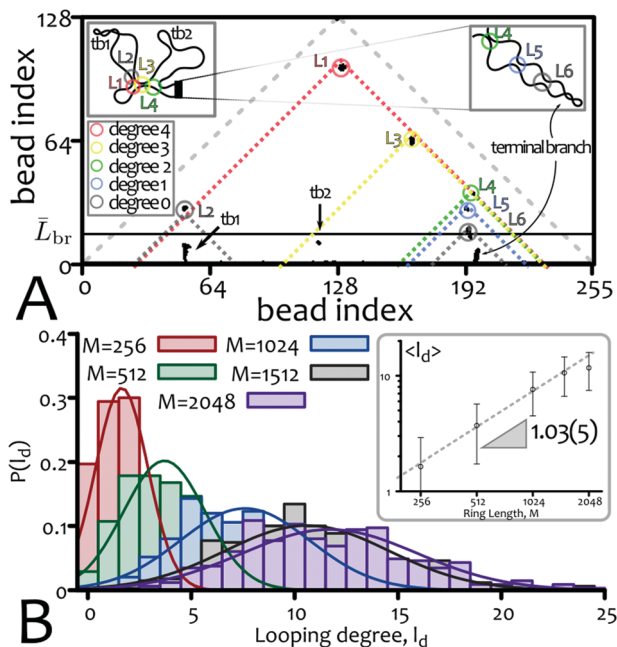 128
64
0
bead index
L̄br
A
tb1
tb2
L2
L3
L1
L4
degree 4
degree 3
degree 2
degree 1
degree 0
L1
L3
L2
tb1
tb2
L4
L5
L6
L4
L5
L6
terminal branch
0
64
128
192
255
bead index
B
0.4
0.3
0.2
0.1
0
P(ld)
M=256
M=1024
M=512
M=1512
M=2048
<ld>
10
1
1.03(5)
256
512
1024
2048
Ring Length, M
0
5
10
15
20
25
Looping degree, ld